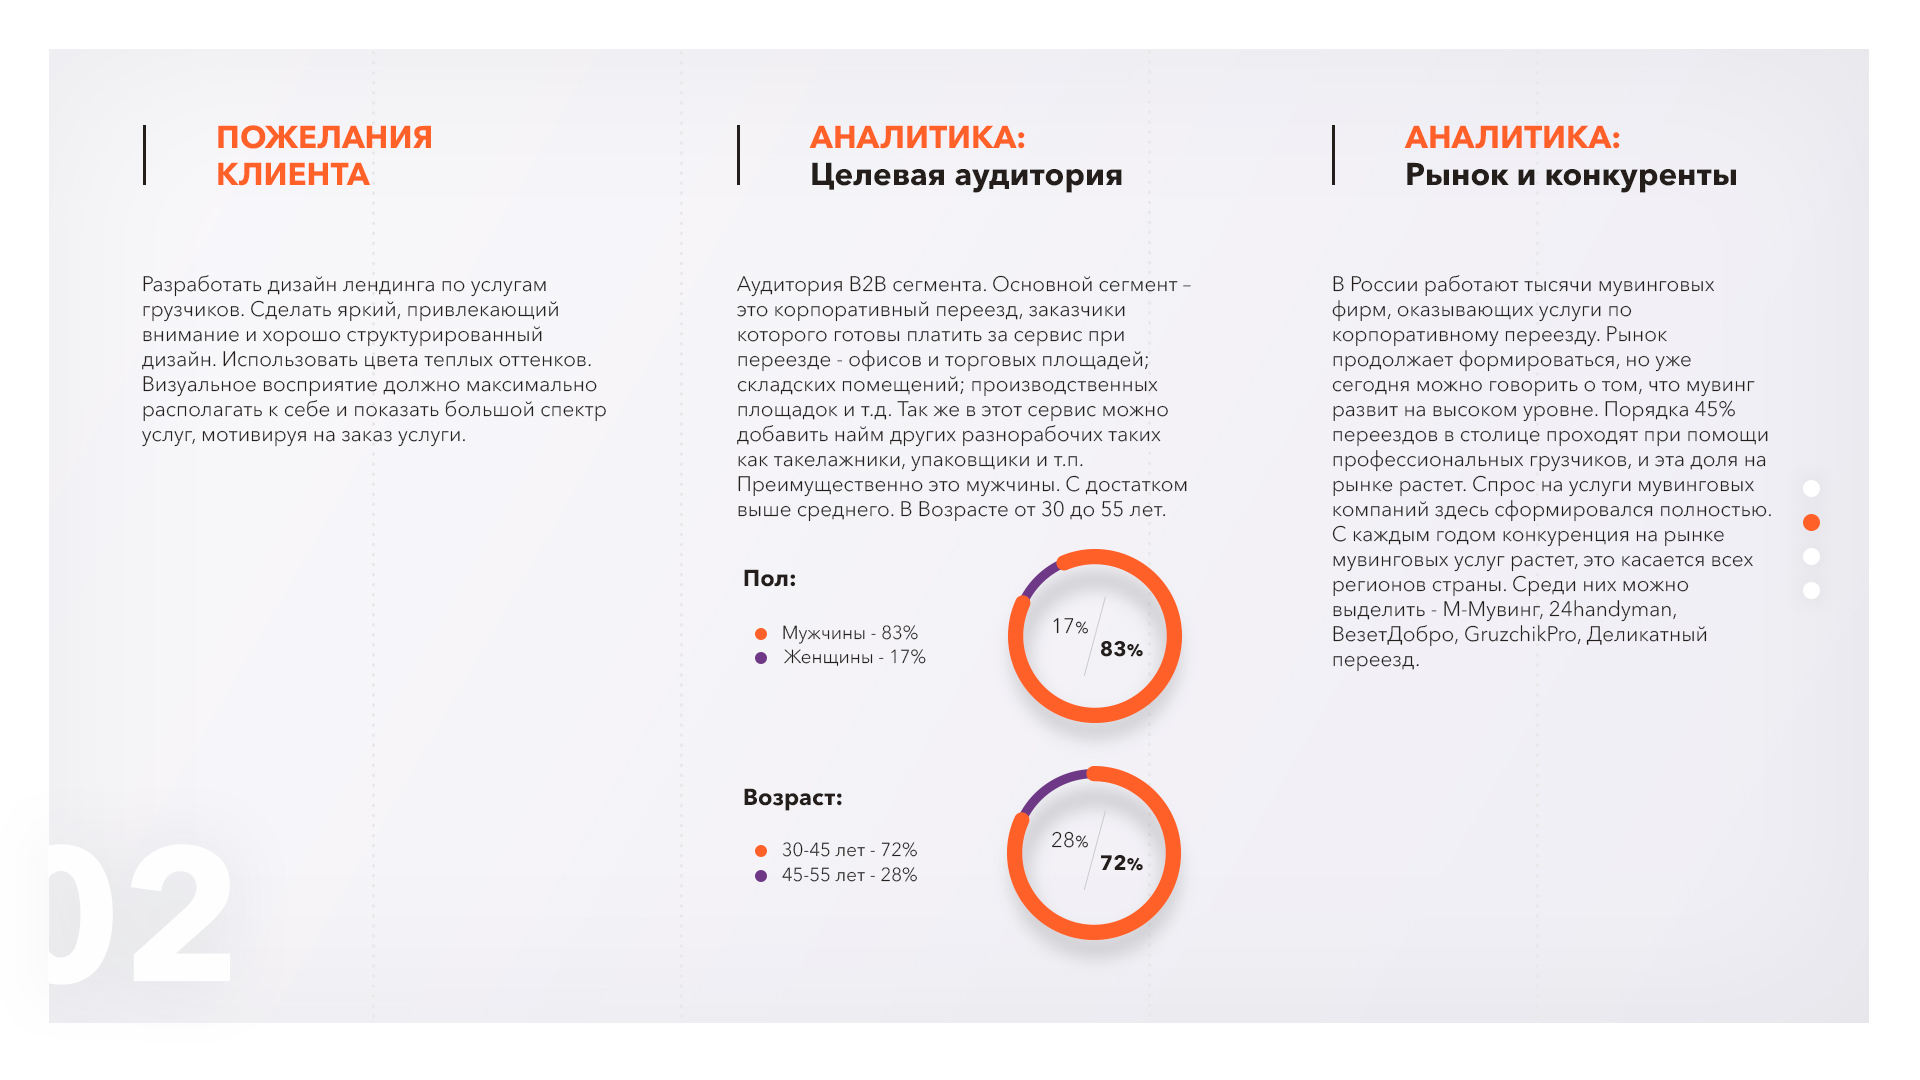 ПОЖЕЛАНИЯ
КЛИЕНТА
Разработать дизайн лендинга по услугам
грузчиков. Сделать яркий, привлекающий
внимание и хорошо структурированный
дизайн. Использовать цвета теплых оттенков.
Визуальное восприятие должно максимально
располагать к себе и показать большой спектр
услуг, мотивируя на заказ услуги.
АНАЛИТИКА:
Целевая аудитория
Аудитория B2B сегмента. Основной сегмент –
это корпоративный переезд, заказчики
которого готовы платить за сервис при
переезде - офисов и торговых площадей;
складских помещений; производственных
площадок и т.д. Так же в этот сервис можно
добавить найм других разнорабочих таких
как такелажники, упаковщики и т.п.
Преимущественно это мужчины. С достатком
выше среднего. В Возрасте от 30 до 55 лет.
Пол:
Мужчины - 83%
Женщины - 17%
17%
83%
Возраст:
30-45 лет - 72%
45-55 лет - 28%
28%
72%
АНАЛИТИКА:
Рынок и конкуренты
В России работают тысячи мувинговых
фирм, оказывающих услуги по
корпоративному переезду. Рынок
продолжает формироваться, но уже
сегодня можно говорить о том, что мувинг
развит на высоком уровне. Порядка 45%
переездов в столице проходят при помощи
профессиональных грузчиков, и эта доля на
рынке растет. Спрос на услуги мувинговых
компаний здесь сформировался полностью.
С каждым годом конкуренция на рынке
мувинговых услуг растет, это касается всех
регионов страны. Среди них можно
выделить - М-Мувинг, 24handyman,
ВезетДобро, GruzchikPro, Деликатный
переезд.
02